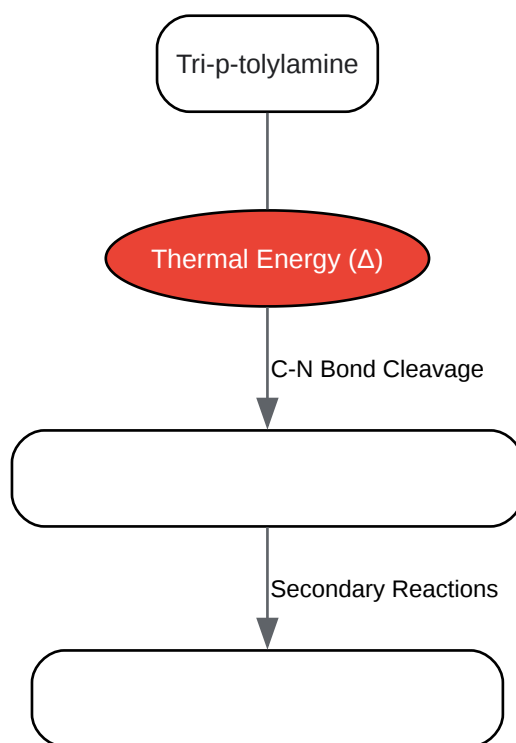 Tri-p-tolylamine
Thermal Energy (Δ)
C-N Bond Cleavage
Secondary Reactions